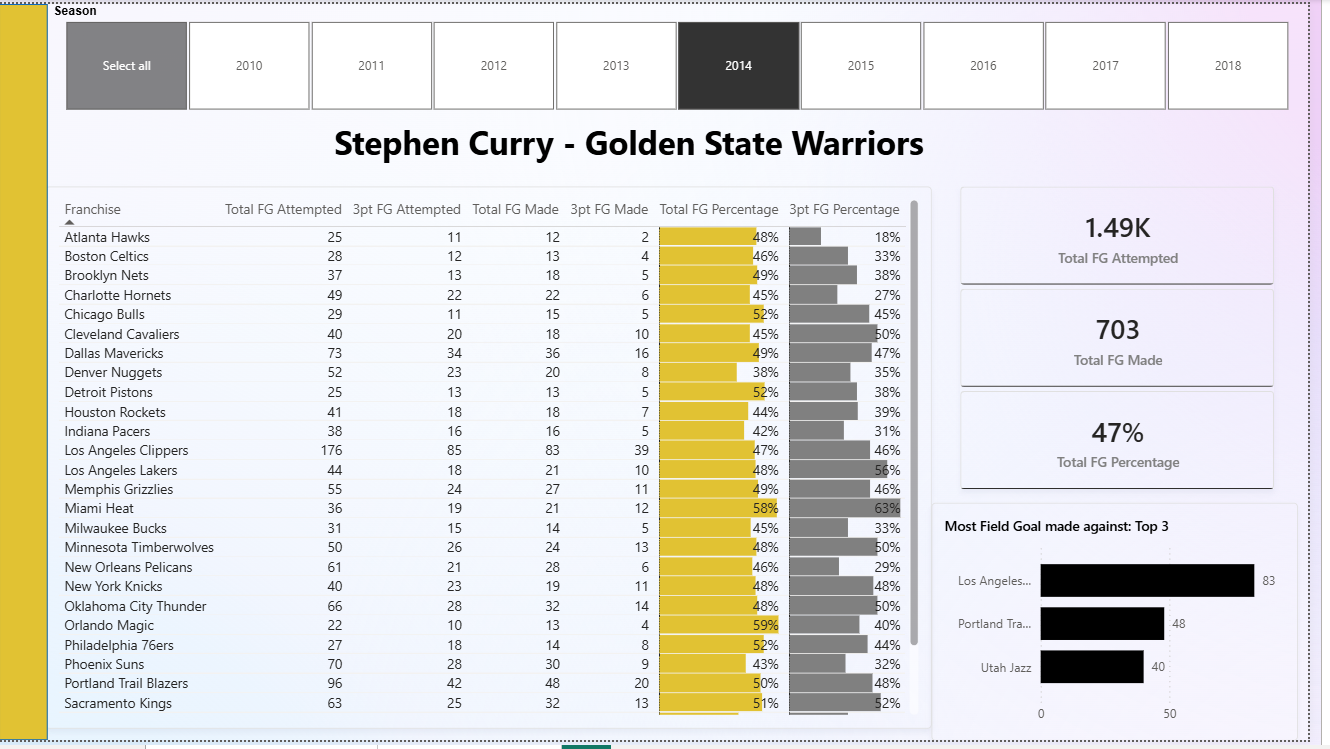 Season
Select all 2010 2011 2012 2013 2014 2015 2016 2017 2018
Stephen Curry - Golden State Warriors
Franchise Total FG Attempted 3pt FG Attempted Total FG Made 3pt FG Made Total FG Percentage 3pt FG Percentage
Atlanta Hawks 25 11 12 2 48% 18%
Boston Celtics 28 12 13 4 46% 33%
Brooklyn Nets 37 13 18 5 49% 38%
Charlotte Hornets 49 22 22 6 45% 27%
Chicago Bulls 29 11 15 5 52% 45%
Cleveland Cavaliers 40 20 18 10 45% 50%
Dallas Mavericks 73 34 36 16 49% 47%
Denver Nuggets 52 23 20 8 38% 35%
Detroit Pistons 25 13 13 5 52% 38%
Houston Rockets 41 18 18 7 44% 39%
Indiana Pacers 38 16 16 5 42% 31%
Los Angeles Clippers 176 85 83 39 47% 46%
Los Angeles Lakers 44 18 21 10 48% 56%
Memphis Grizzlies 55 24 27 11 49% 46%
Miami Heat 36 19 21 12 58% 63%
Milwaukee Bucks 31 15 14 5 45% 33%
Minnesota Timberwolves 50 26 24 13 48% 50%
New Orleans Pelicans 61 21 28 6 46% 29%
New York Knicks 40 23 19 11 48% 48%
Oklahoma City Thunder 66 28 32 14 48% 50%
Orlando Magic 22 10 13 4 59% 40%
Philadelphia 76ers 27 18 14 8 52% 44%
Phoenix Suns 70 28 30 9 43% 32%
Portland Trail Blazers 96 42 48 20 50% 48%
Sacramento Kings 63 25 32 13 51% 52%
1.49K
Total FG Attempted
703
Total FG Made
47%
Total FG Percentage
Most Field Goal made against: Top 3
Los Angeles... 83
Portland Tra... 48
Utah Jazz 40
0 50